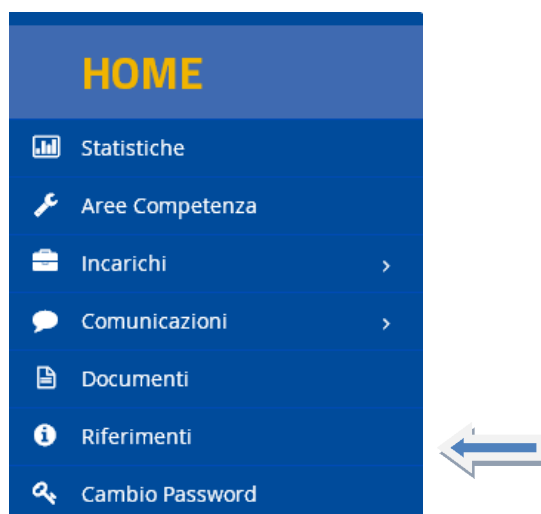 HOME
Statistiche
Aree Competenza
Incarichi
Comunicazioni
Documenti
Riferimenti
Cambio Password